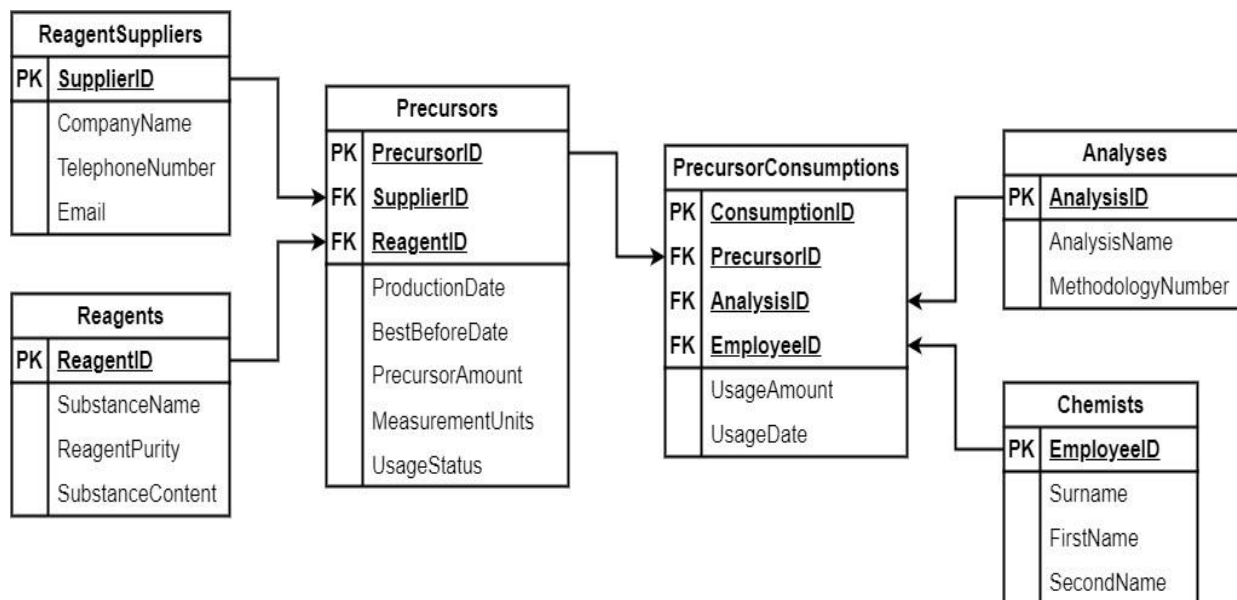 ReagentSuppliers
PK SupplierID
CompanyName
TelephoneNumber
Email
Reagents
PK ReagentID
SubstanceName
ReagentPurity
SubstanceContent
Precursors
PK PrecursorID
FK SupplierID
FK ReagentID
ProductionDate
BestBeforeDate
PrecursorAmount
MeasurementUnits
UsageStatus
PrecursorConsumptions
PK ConsumptionID
FK PrecursorID
FK AnalysisID
FK EmployeeID
UsageAmount
UsageDate
Analyses
PK AnalysisID
AnalysisName
MethodologyNumber
Chemists
PK EmployeeID
Surname
FirstName
SecondName